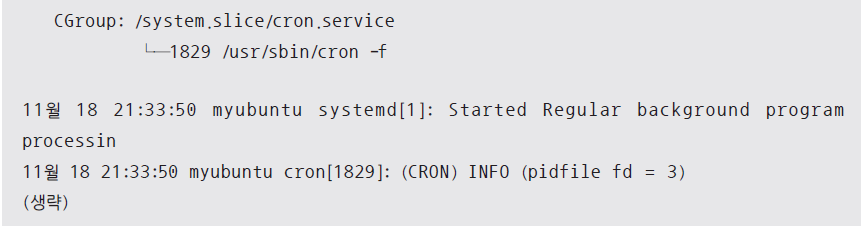 CGroup: /system.slice/cron.service
└─1829 /usr/sbin/cron -f
11월 18 21:33:50 myubuntu systemd[1]: Started Regular background program
processin
11월 18 21:33:50 myubuntu cron[1829]: (CRON) INFO (pidfile fd = 3)
(생략)